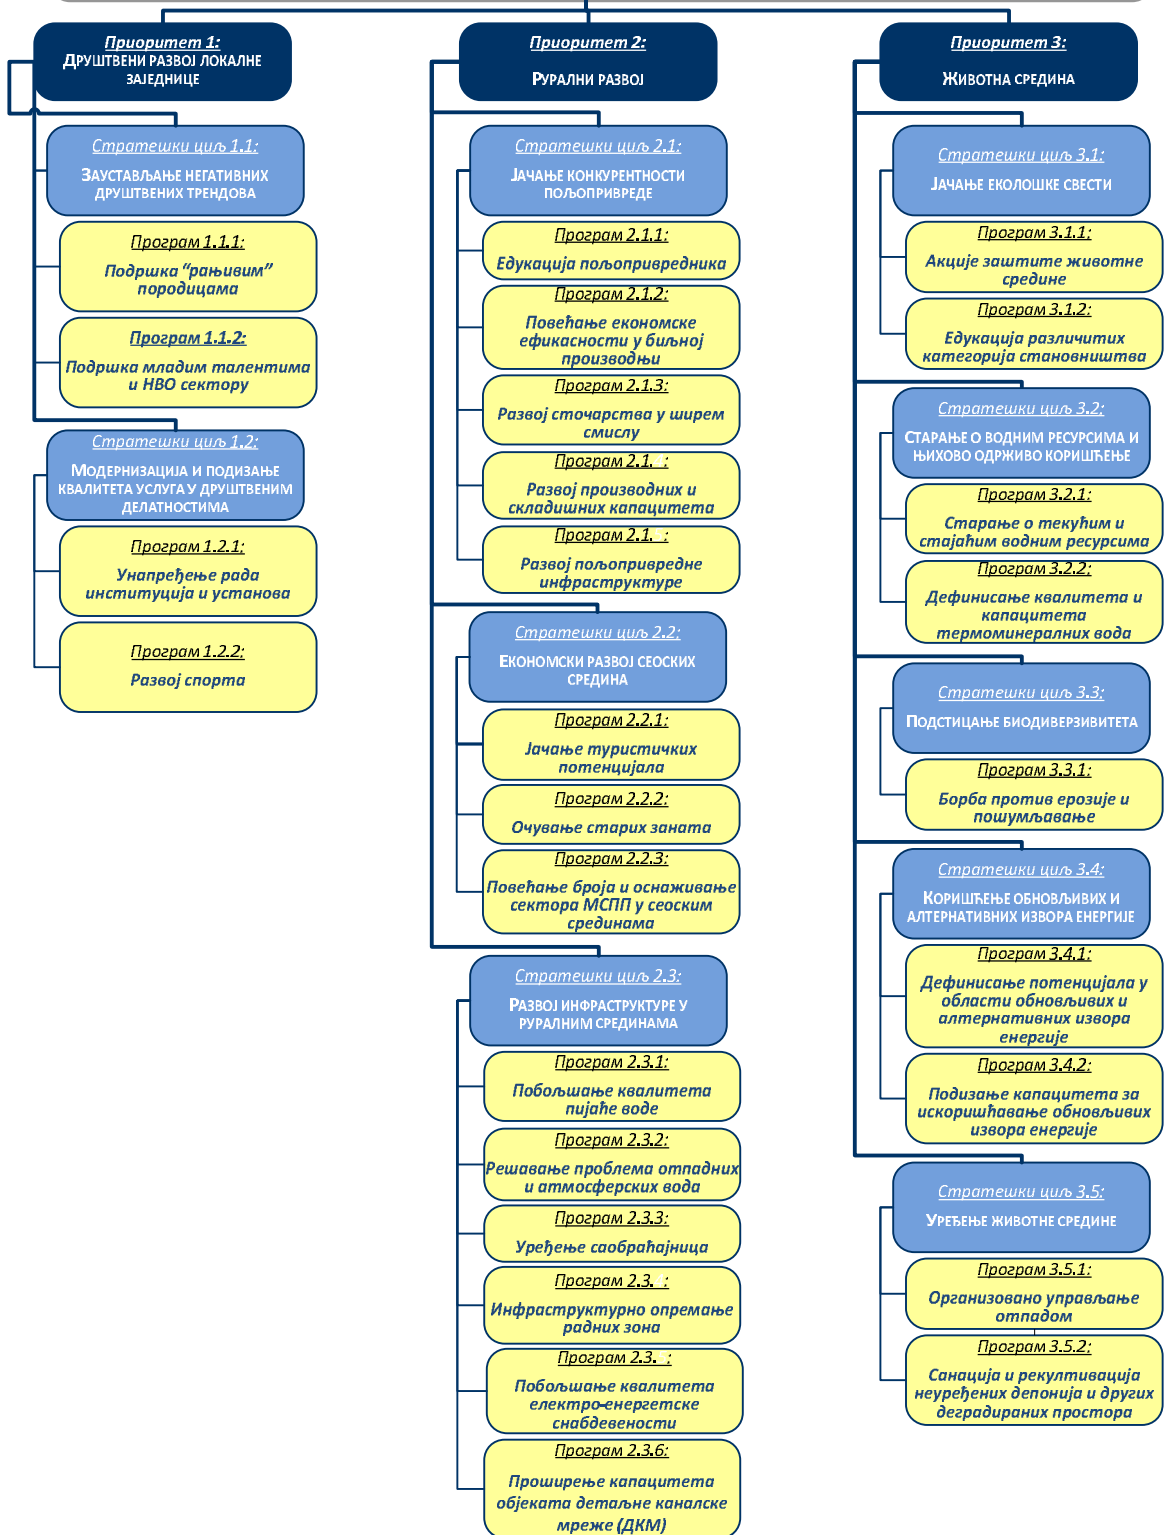 Приоритет 1:
Друштвени развој локалне
заједнице
Стратешки циљ 1.1:
Заустављање негативних
друштвених трендова
Програм 1.1.1:
Подршка “рањивим”
породицама
Програм 1.1.2:
Подршка младим талентима
и НВО сектору
Стратешки циљ 1.2:
Модернизација и подизање
квалитета услуга у друштвеним
делатностима
Програм 1.2.1:
Унапређење рада
институција и установа
Програм 1.2.2:
Развој спорта
Приоритет 2:
Рурални развој
Стратешки циљ 2.1:
Јачање конкурентности
пољопривреде
Програм 2.1.1:
Едукација пољопривредника
Програм 2.1.2:
Повећање економске
ефикасности у биљној
производњи
Програм 2.1.3:
Развој сточарства у ширем
смислу
Програм 2.1. :
Развој производних и
складишних капацитета
Програм 2.1. :
Развој пољопривредне
инфраструктуре
Стратешки циљ 2.2:
Економски развој сеоских
средина
Програм 2.2.1:
Јачање туристичких
потенцијала
Програм 2.2.2:
Очување старих заната
Програм 2.2.3:
Повећање броја и оснаживање
сектора МСПП у сеоским
срединама
Стратешки циљ 2.3:
Развој инфраструктуре у
руралним срединама
Програм 2.3.1:
Побољшање квалитета
пијаће воде
Програм 2.3.2:
Решавање проблема отпадних
и атмосферских вода
Програм 2.3.3:
Уређење саобраћајница
Програм 2.3. :
Инфраструктурно опремање
радних зона
Програм 2.3. :
Побољшање квалитета
електро-енергетске
снабдевености
Програм 2.3.6:
Проширење капацитета
објеката детаљне каналске
мреже (ДКМ)
Приоритет 3:
Животна средина
Стратешки циљ 3.1:
Јачање еколошке свести
Програм 3.1.1:
Акције заштите животне
средине
Програм 3.1.2:
Едукација различитих
категорија становништва
Стратешки циљ 3.2:
Старање о водним ресурсима и
њихово одрживо коришћење
Програм 3.2.1:
Старање о текућим и
стајаћим водним ресурсима
Програм 3.2.2:
Дефинисање квалитета и
капацитета
термоминералних вода
Стратешки циљ 3.3:
Подстицање биодиверзивитета
Програм 3.3.1:
Борба против ерозије и
пошумљавање
Стратешки циљ 3.4:
Коришћење обновљивих и
алтернативних извора енергије
Програм 3.4.1:
Дефинисање потенцијала у
области обновљивих и
алтернативних извора
енергије
Програм 3.4.2:
Подизање капацитета за
искоришћавање обновљивих
извора енергије
Стратешки циљ 3.5:
Уређење животне средине
Програм 3.5.1:
Организовано управљање
отпадом
Програм 3.5.2:
Санација и рекултивација
неуређених депонија и других
деградираних простора